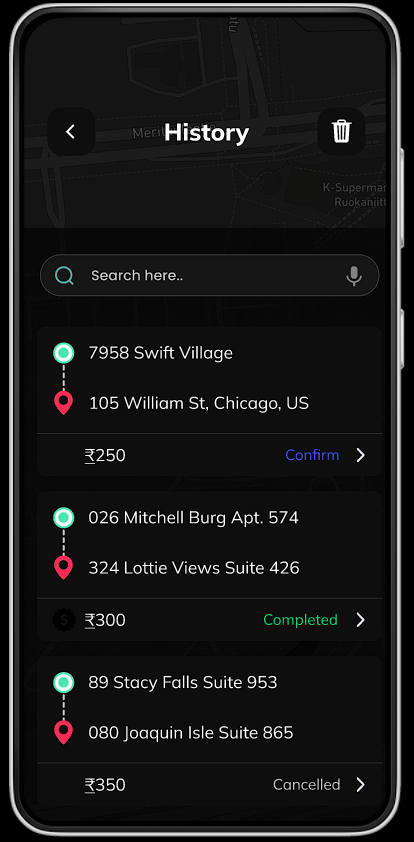 Merit
History
K-Supermar
Ruokaniitt
Search here..
7958 Swift Village
105 William St, Chicago, US
₹250
Confirm
026 Mitchell Burg Apt. 574
324 Lottie Views Suite 426
$
₹300
Completed
89 Stacy Falls Suite 953
080 Joaquin Isle Suite 865
₹350
Cancelled